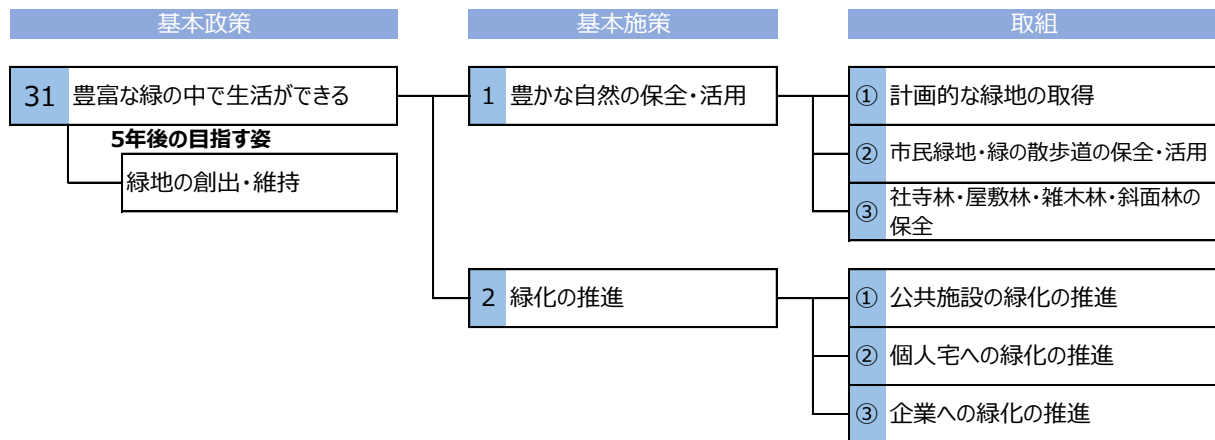 基本政策
基本施策
取組
31 豊富な緑の中で生活ができる
5年後の目指す姿
緑地の創出・維持
1 豊かな自然の保全・活用
① 計画的な緑地の取得
② 市民緑地・緑の散歩道の保全・活用
③ 社寺林・屋敷林・雑木林・斜面林の
保全
2 緑化の推進
① 公共施設の緑化の推進
② 個人宅への緑化の推進
③ 企業への緑化の推進